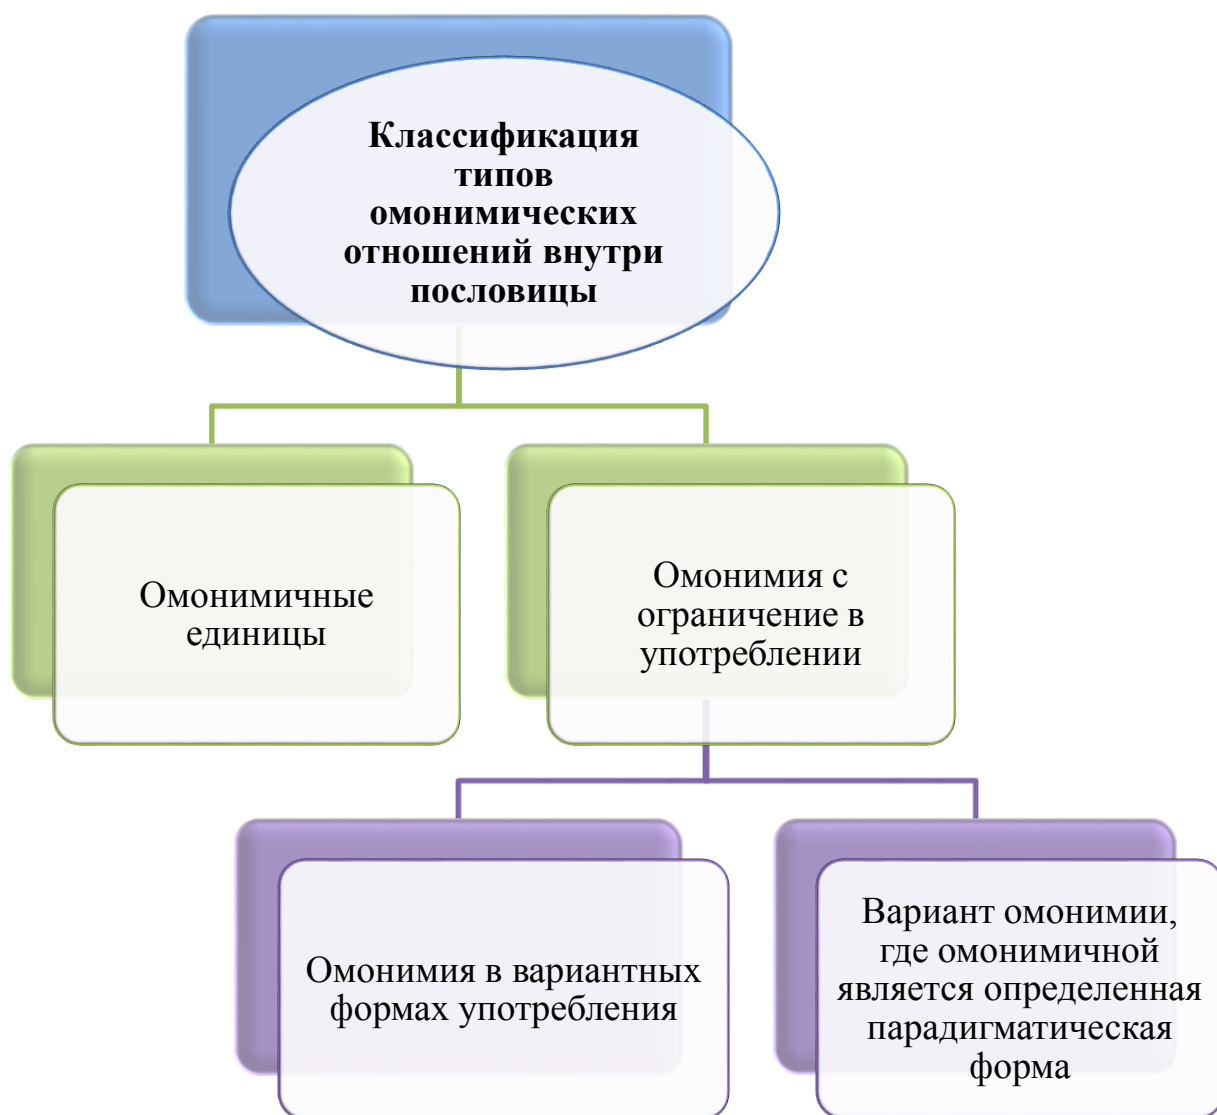 Классификация
типов
омонимических
отношений внутри
пословицы
Омонимичные
единицы
Омонимия с
ограничение в
употреблении
Омонимия в вариантных
формах употребления
Вариант омонимии,
где омонимичной
является определенная
парадигматическая
форма